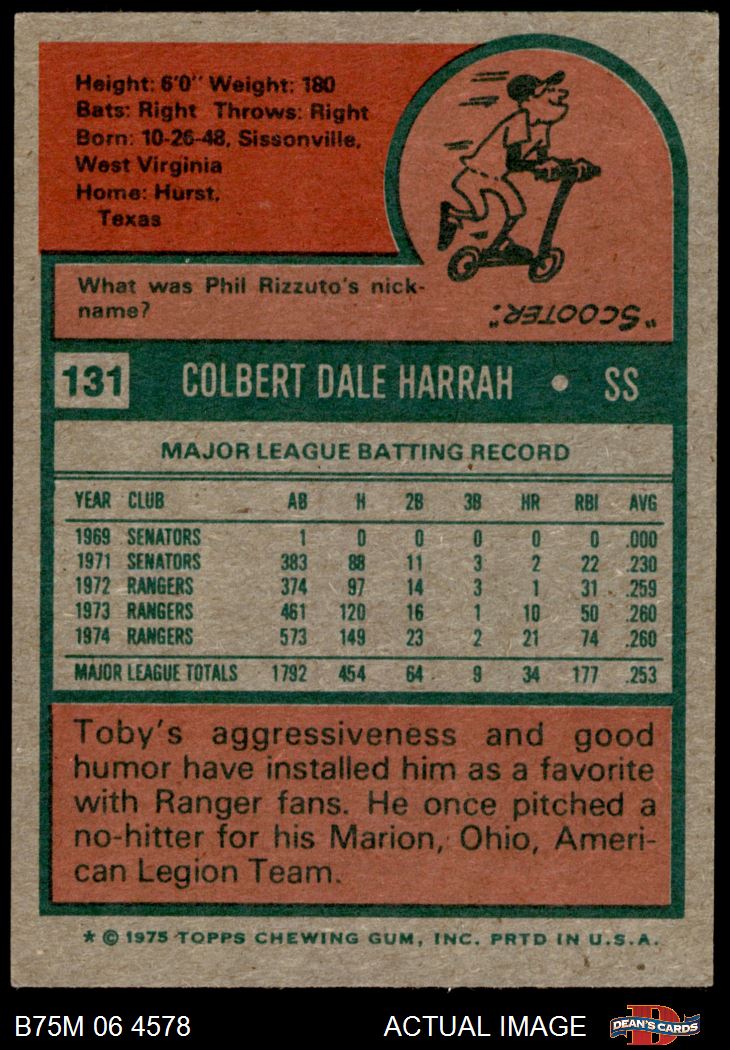 Height: 6'0" Weight: 180
Bats: Right Throws: Right
Born: 10-26-48, Sissonville,
West Virginia
Home: Hurst,
Texas
What was Phil Rizzuto's nick-
name?
"SCOOTER."
131 COLBERT DALE HARRAH • SS
MAJOR LEAGUE BATTING RECORD
YEAR CLUB AB H 2B 3B HR RBI AVG
1969 SENATORS 1 0 0 0 0 0 .000
1971 SENATORS 383 88 11 3 2 22 .230
1972 RANGERS 374 97 14 3 1 31 .259
1973 RANGERS 461 120 16 1 10 50 .260
1974 RANGERS 573 149 23 2 21 74 .260
MAJOR LEAGUE TOTALS 1792 454 64 9 34 177 .253
Toby's aggressiveness and good
humor have installed him as a favorite
with Ranger fans. He once pitched a
no-hitter for his Marion, Ohio, Ameri-
can Legion Team.
* © 1975 TOPPS CHEWING GUM, INC. PRTD IN U.S.A.
B75M 06 4578 ACTUAL IMAGE
B
DEAN'S CARDS